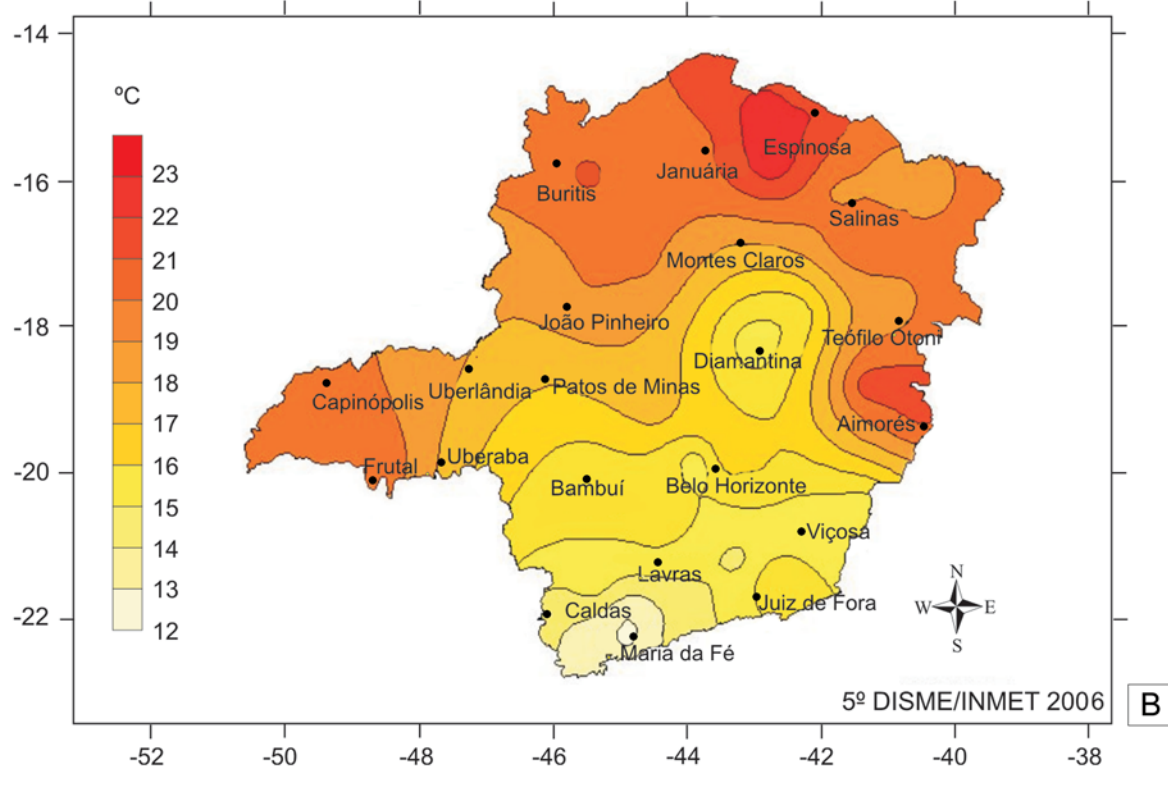 -14
-16
-18
-20
-22
ºC
23
22
21
20
19
18
17
16
15
14
13
12
Espinosa
Januária
Buritis
Salinas
Montes Claros
João Pinheiro
Teófilo Otoni
Diamantina
Uberlândia
Patos de Minas
Capinópolis
Aimorés
Uberaba
Frutal
Bambuí
Belo Horizonte
Viçosa
Lavras
Caldas
Juiz de Fora
Maria da Fé
N
W
E
S
5º DISME/INMET 2006
B
-52
-50
-48
-46
-44
-42
-40
-38